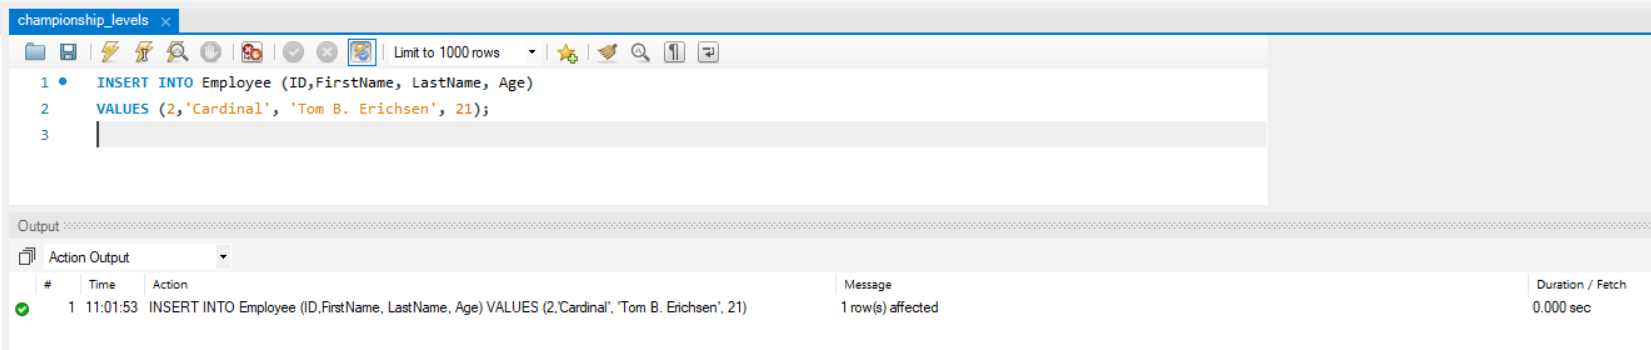 championship_levels
Limit to 1000 rows
1 INSERT INTO Employee (ID,FirstName, LastName, Age)
2 VALUES (2,'Cardinal', 'Tom B. Erichsen', 21);
3
Output
Action Output
# Time Action Message Duration / Fetch
1 11:01:53 INSERT INTO Employee (ID,FirstName, LastName, Age) VALUES (2,'Cardinal', 'Tom B. Erichsen', 21) 1 row(s) affected 0.000 sec